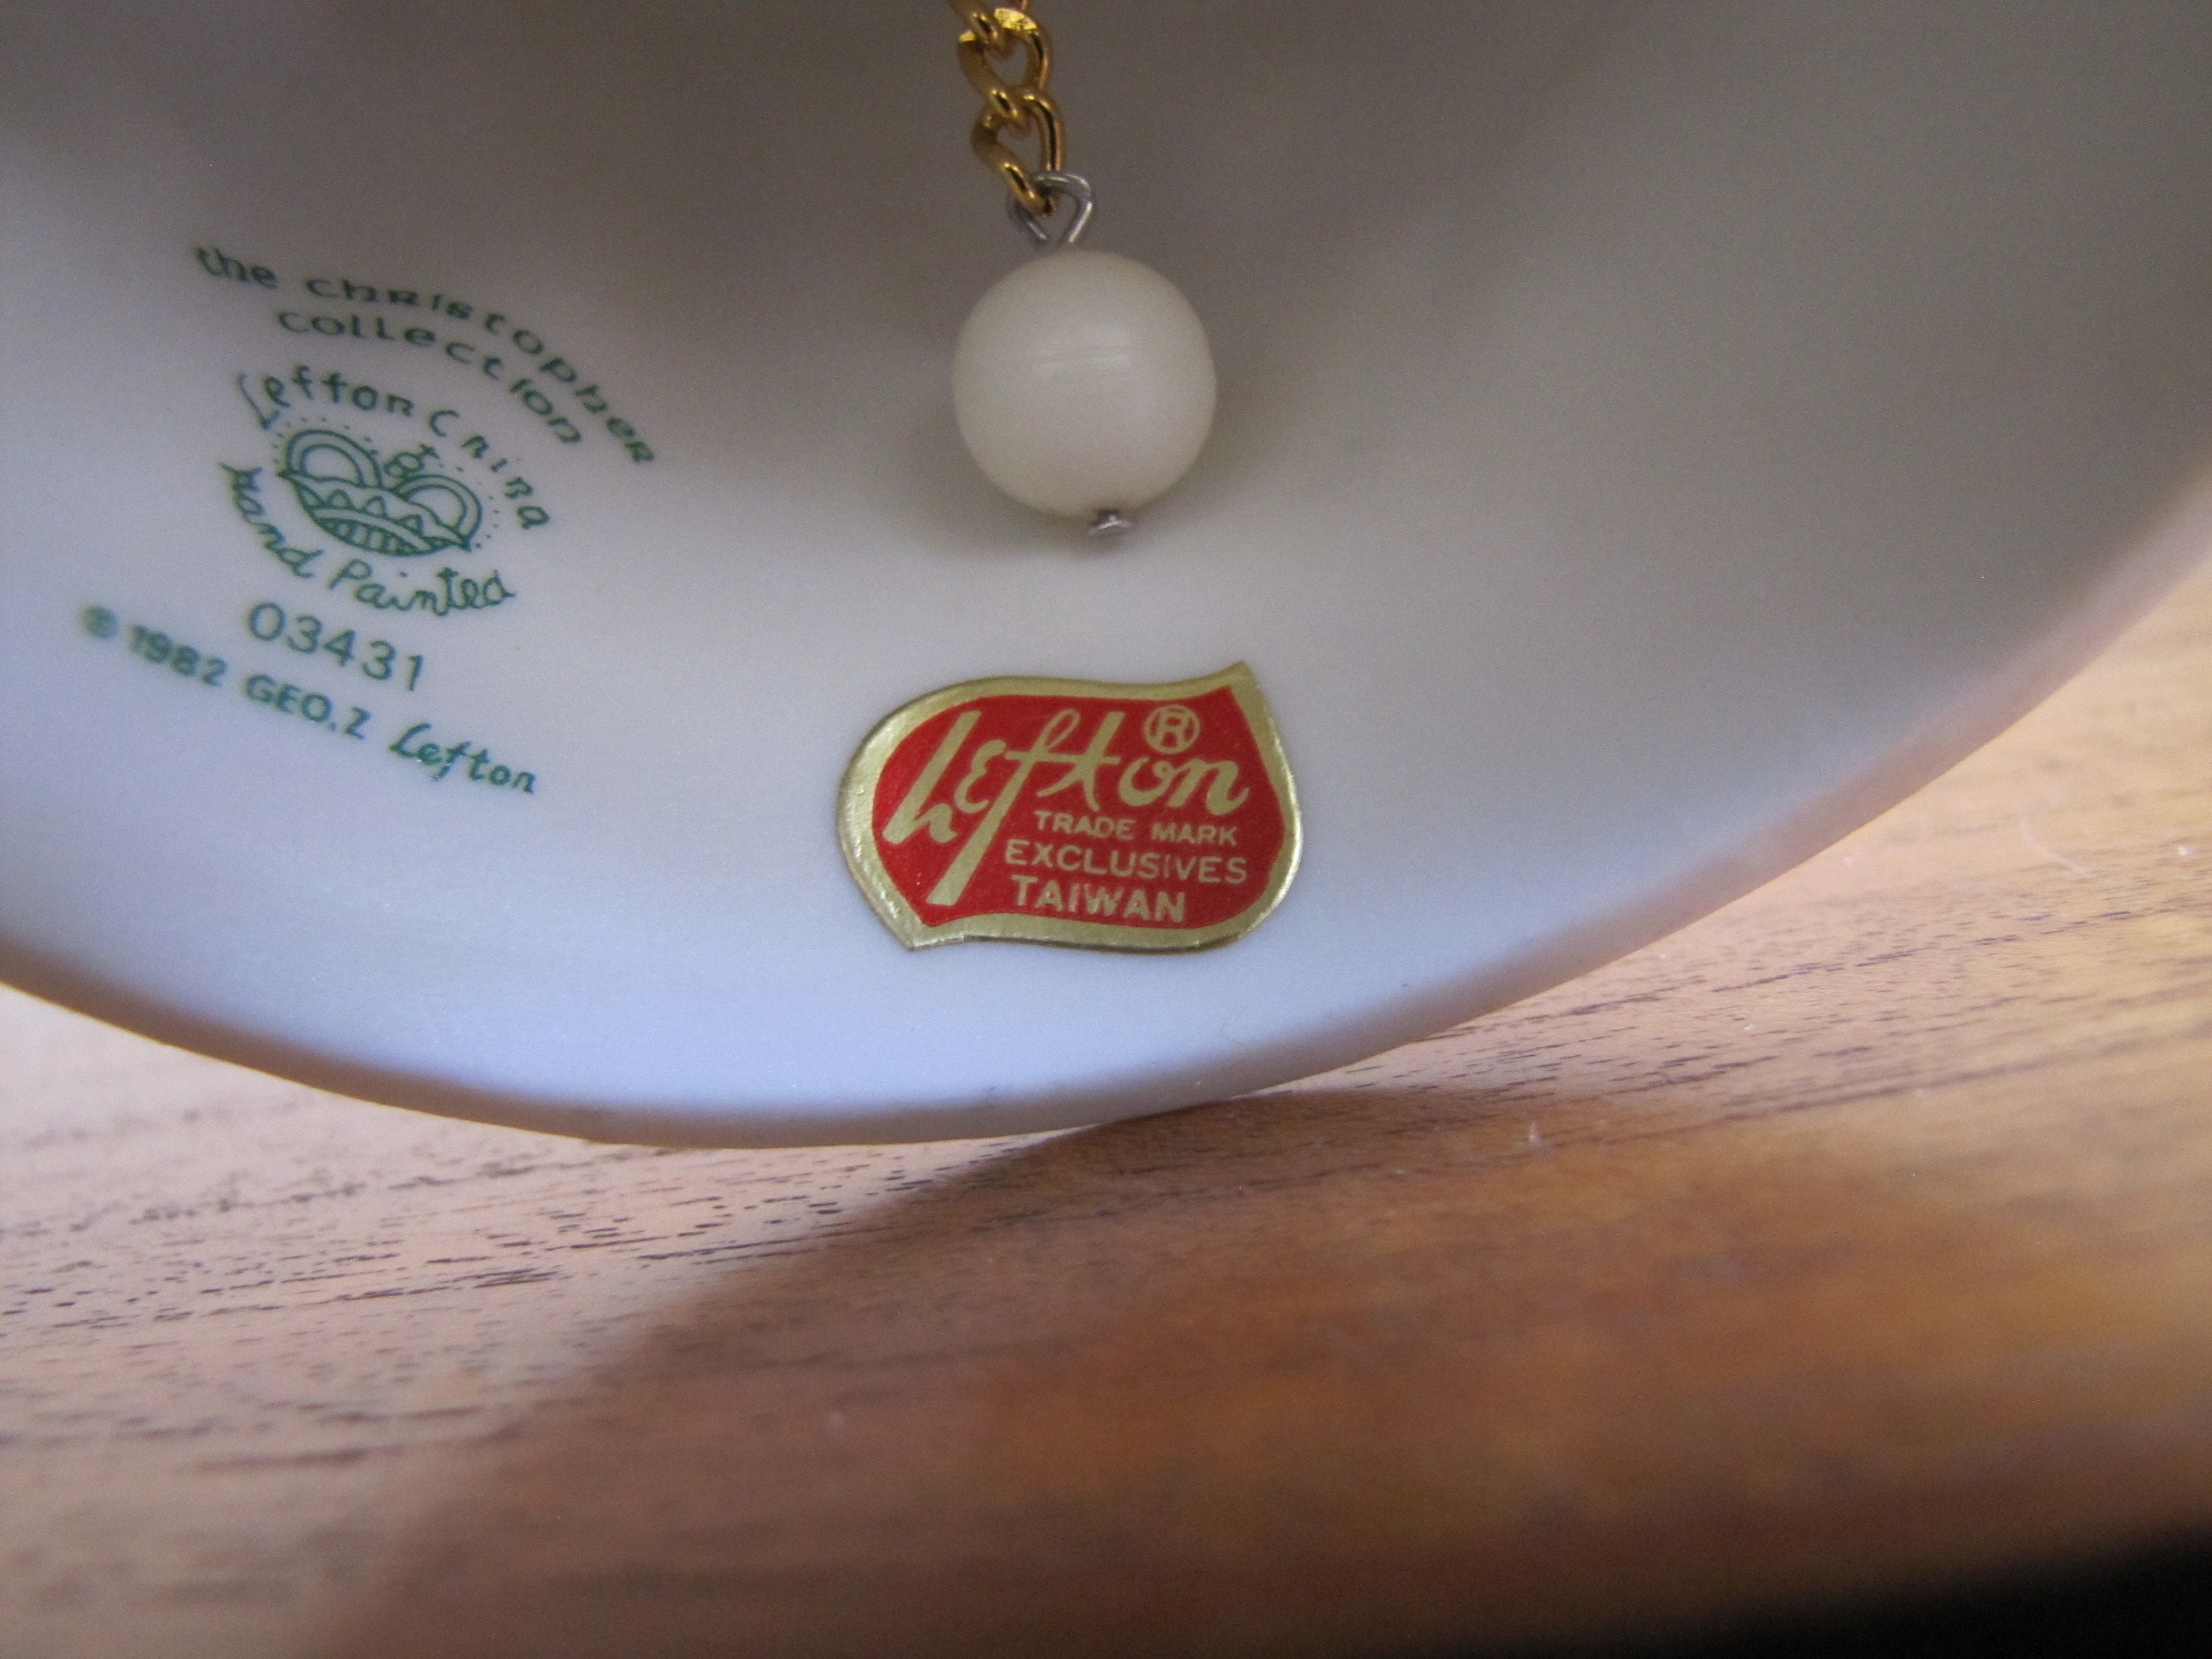 the christopher
collection
Lefton China
Hand Painted
03431
© 1982 GEO. Z Lefton
Lefton ®
TRADE MARK
EXCLUSIVES
TAIWAN